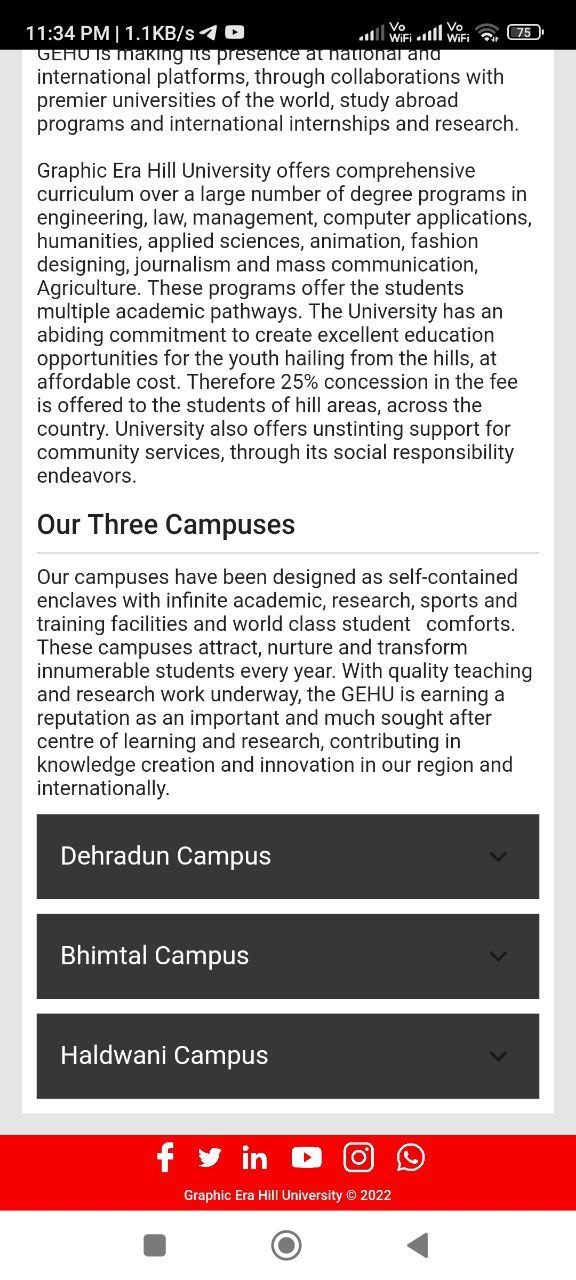 11:34 PM | 1.1KB/s Vo WiFi Vo WiFi 75
GEHU is making its presence at national and
international platforms, through collaborations with
premier universities of the world, study abroad
programs and international internships and research.
Graphic Era Hill University offers comprehensive
curriculum over a large number of degree programs in
engineering, law, management, computer applications,
humanities, applied sciences, animation, fashion
designing, journalism and mass communication,
Agriculture. These programs offer the students
multiple academic pathways. The University has an
abiding commitment to create excellent education
opportunities for the youth hailing from the hills, at
affordable cost. Therefore 25% concession in the fee
is offered to the students of hill areas, across the
country. University also offers unstinting support for
community services, through its social responsibility
endeavors.
Our Three Campuses
Our campuses have been designed as self-contained
enclaves with infinite academic, research, sports and
training facilities and world class student comforts.
These campuses attract, nurture and transform
innumerable students every year. With quality teaching
and research work underway, the GEHU is earning a
reputation as an important and much sought after
centre of learning and research, contributing in
knowledge creation and innovation in our region and
internationally.
Dehradun Campus
Bhimtal Campus
Haldwani Campus
Graphic Era Hill University © 2022